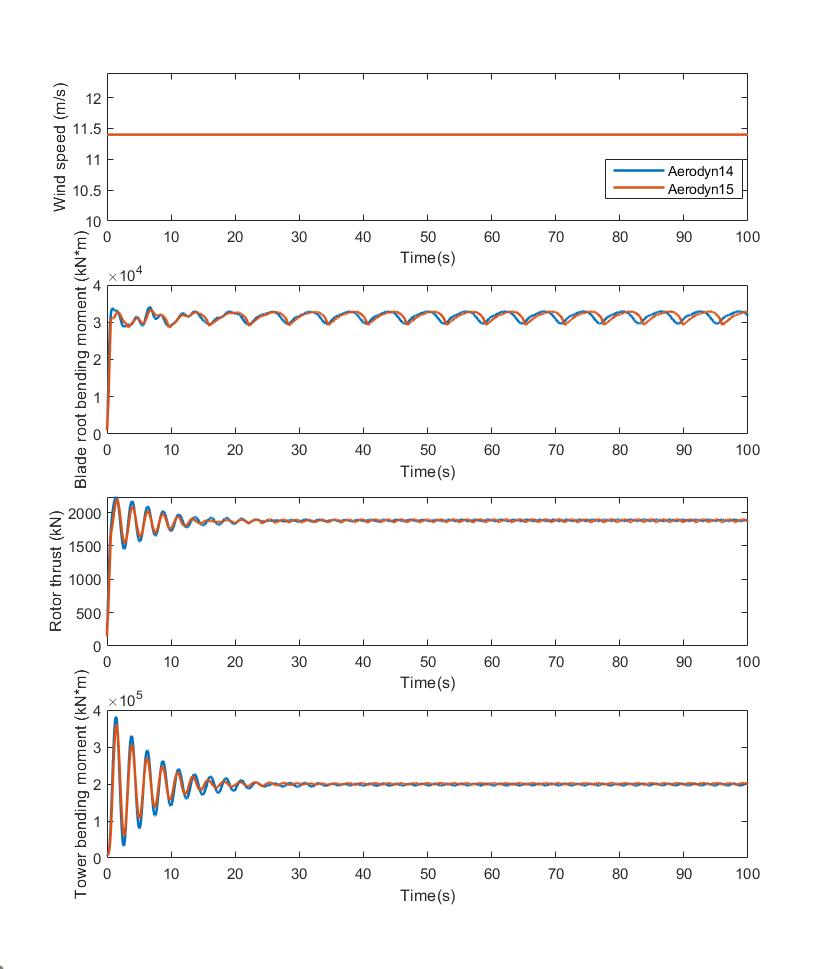 Wind speed (m/s)
12
11.5
11
10.5
10
Aerodyn14
Aerodyn15
0 10 20 30 40 50 60 70 80 90 100
Time(s)
Blade root bending moment (kN*m)
×10⁴
4
3
2
1
0
0 10 20 30 40 50 60 70 80 90 100
Time(s)
Rotor thrust (kN)
2000
1500
1000
500
0
0 10 20 30 40 50 60 70 80 90 100
Time(s)
Tower bending moment (kN*m)
×10⁵
4
3
2
1
0
0 10 20 30 40 50 60 70 80 90 100
Time(s)